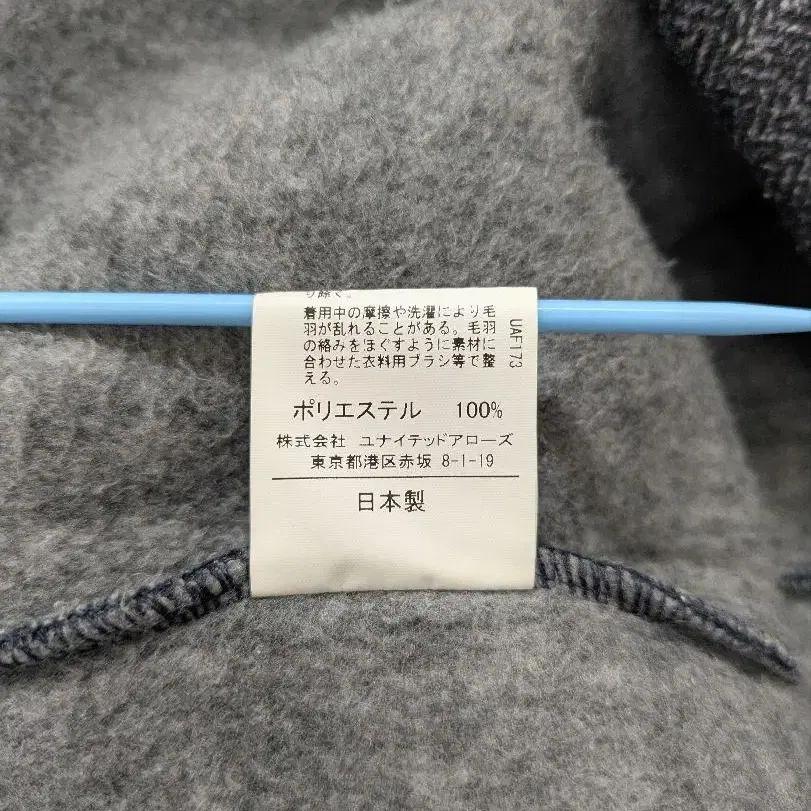 り除く。
着用中の摩擦や洗濯により毛
羽が乱れることがある。毛羽
の絡みをほぐすように素材に
合わせた衣料用ブラシ等で整
える。
UAF173
ポリエステル 100%
株式会社 ユナイテッドアローズ
東京都港区赤坂 8-1-19
日本製